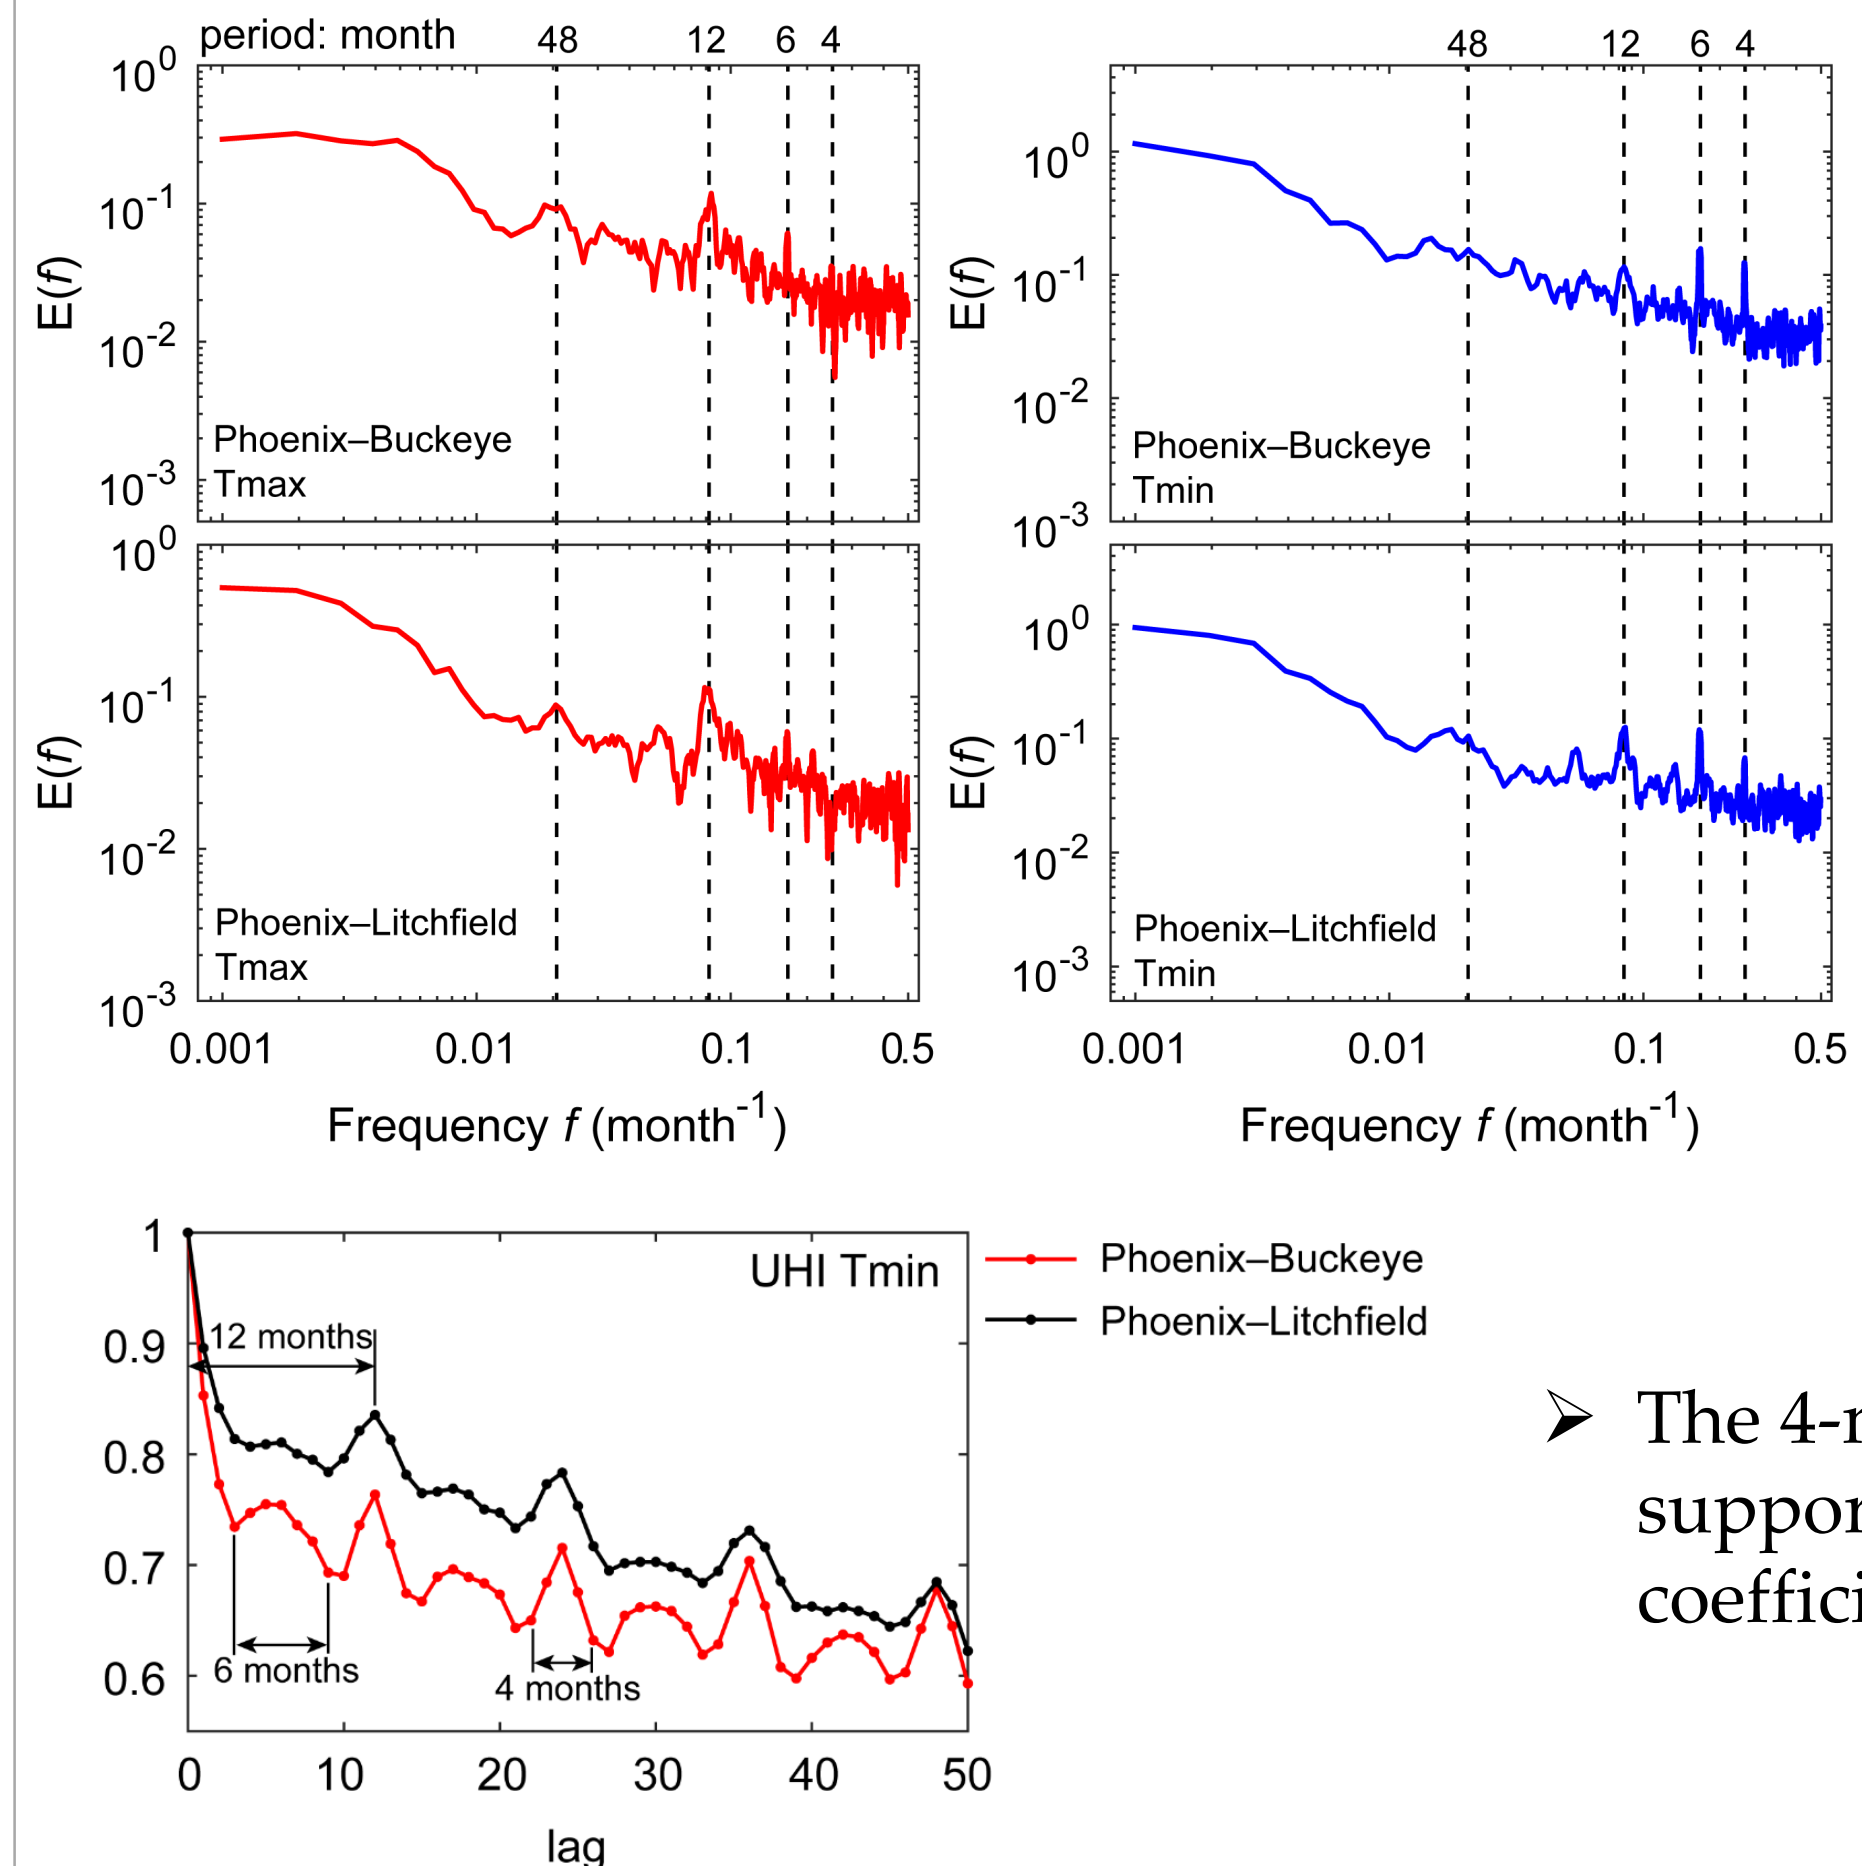 period: month
48 12 6 4
48 12 6 4
10^0
10^-1
10^-2
10^-3
E(f)
Phoenix–Buckeye
Tmax
10^0
10^-1
10^-2
10^-3
E(f)
Phoenix–Buckeye
Tmin
10^0
10^-1
10^-2
10^-3
E(f)
Phoenix–Litchfield
Tmax
0.001 0.01 0.1 0.5
Frequency f (month^-1)
10^0
10^-1
10^-2
10^-3
E(f)
Phoenix–Litchfield
Tmin
0.001 0.01 0.1 0.5
Frequency f (month^-1)
1
0.9
0.8
0.7
0.6
UHI Tmin
12 months
6 months
4 months
0 10 20 30 40 50
lag
Phoenix–Buckeye
Phoenix–Litchfield
➢ The 4-